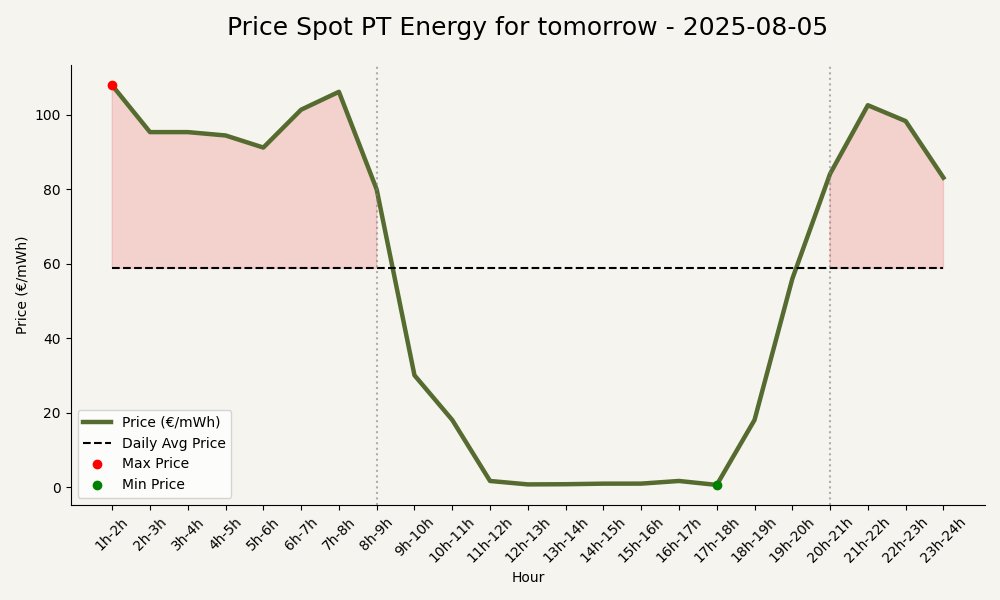 Price Spot PT Energy for tomorrow - 2025-08-05
Price (€/mWh)
100
80
60
40
20
0
Price (€/mWh)
Daily Avg Price
Max Price
Min Price
1h-2h
2h-3h
3h-4h
4h-5h
5h-6h
6h-7h
7h-8h
8h-9h
9h-10h
10h-11h
11h-12h
12h-13h
13h-14h
14h-15h
15h-16h
16h-17h
17h-18h
18h-19h
19h-20h
20h-21h
21h-22h
22h-23h
23h-24h
Hour